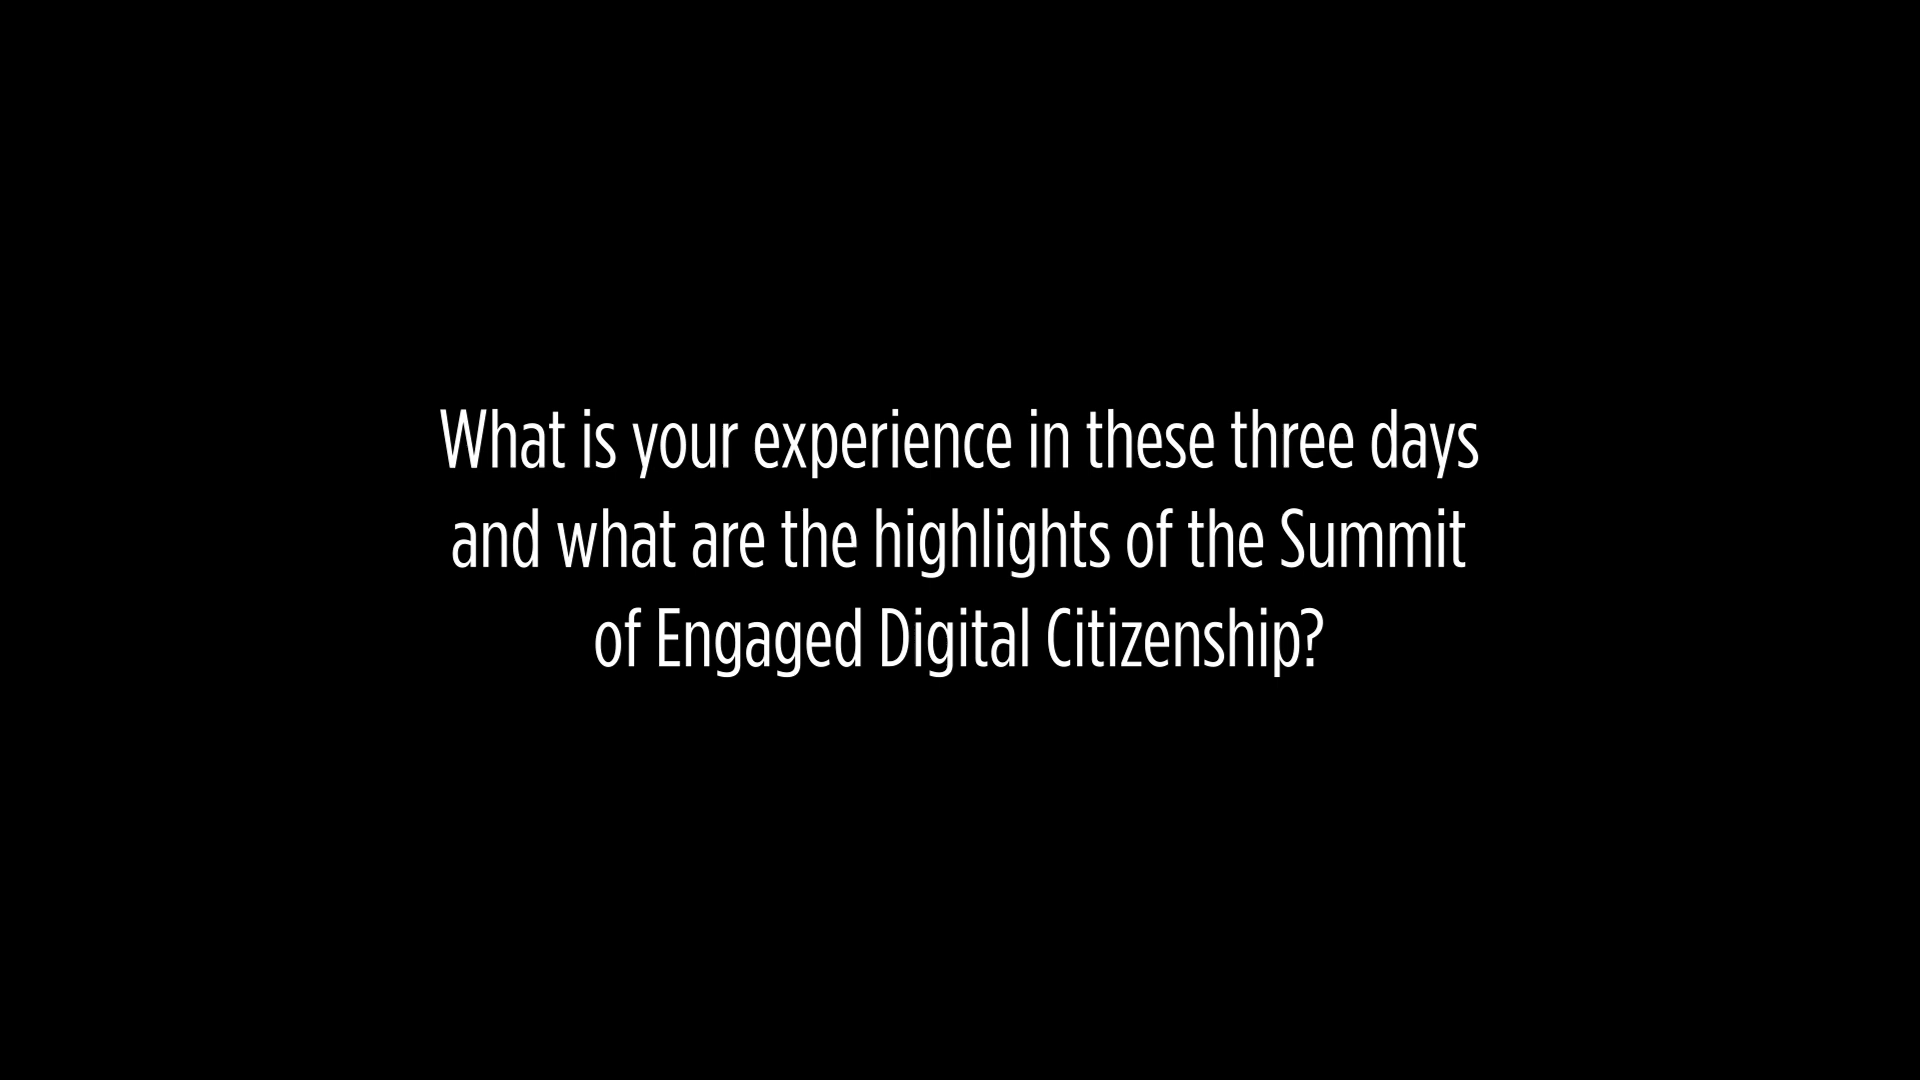 What is your experience in these three days
and what are the highlights of the Summit
of Engaged Digital Citizenship?